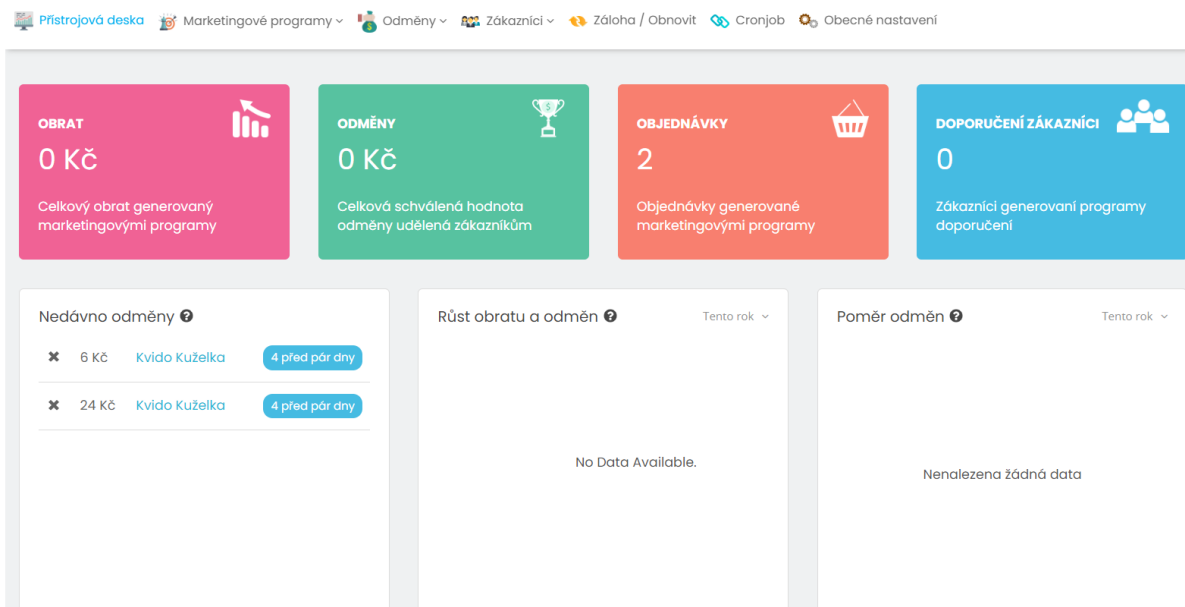 Přístrojová deska Marketingové programy Odměny Zákazníci Záloha / Obnovit Cronjob Obecné nastavení
OBRAT
0 Kč
Celkový obrat generovaný
marketingovými programy
ODMĚNY
0 Kč
Celková schválená hodnota
odměny udělená zákazníkům
OBJEDNÁVKY
2
Objednávky generované
marketingovými programy
DOPORUČENÍ ZÁKAZNÍCI
0
Zákazníci generovaní programy
doporučení
Nedávno odměny
6 Kč Kvido Kuželka 4 před pár dny
24 Kč Kvido Kuželka 4 před pár dny
Růst obratu a odměn Tento rok
No Data Available.
Poměr odměn Tento rok
Nenalezena žádná data